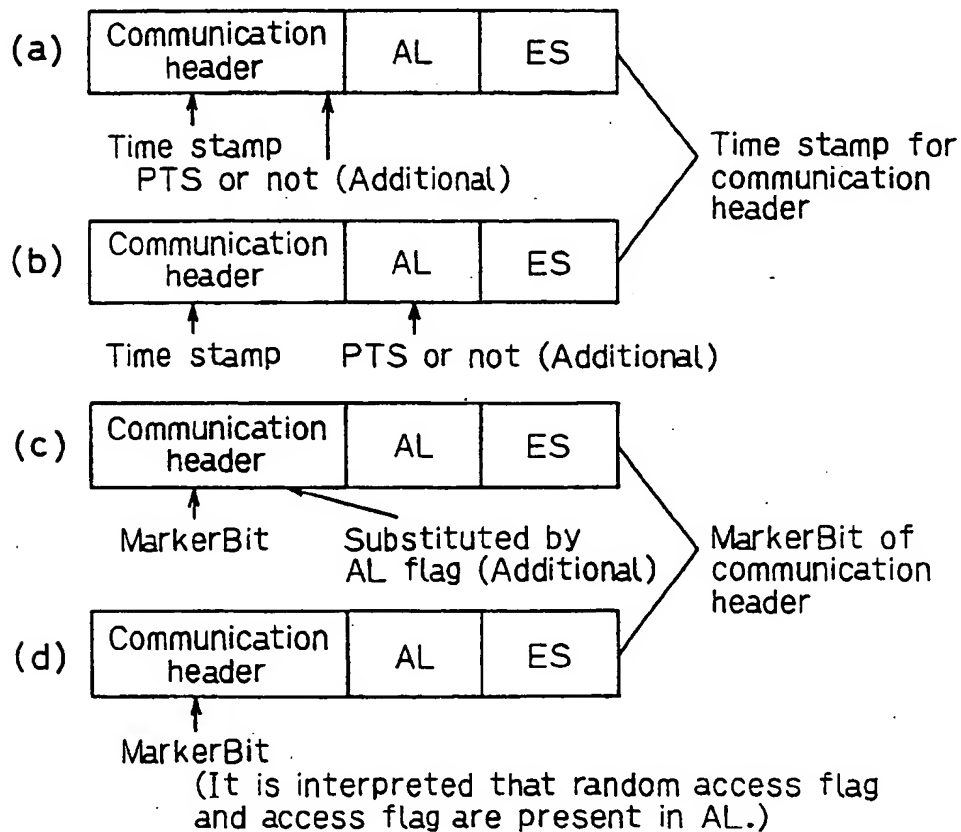 (a) Communication header AL ES
Time stamp
PTS or not (Additional)
Time stamp for
communication
header
(b) Communication header AL ES
Time stamp PTS or not (Additional)
(c) Communication header AL ES
MarkerBit Substituted by
AL flag (Additional)
MarkerBit of
communication
header
(d) Communication header AL ES
MarkerBit
(It is interpreted that random access flag
and access flag are present in AL.)